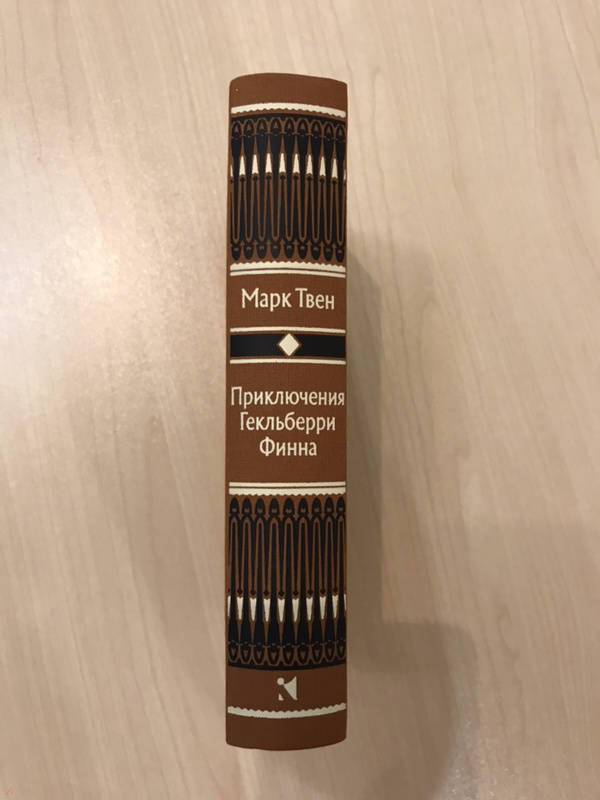 Марк Твен
Приключения
Гекльберри
Финна